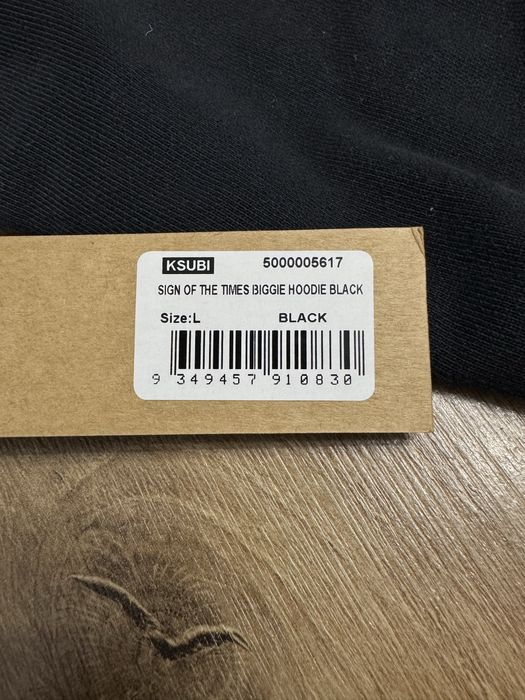 KSUBI 5000005617
SIGN OF THE TIMES BIGGIE HOODIE BLACK
Size:L BLACK
9 349457 910830